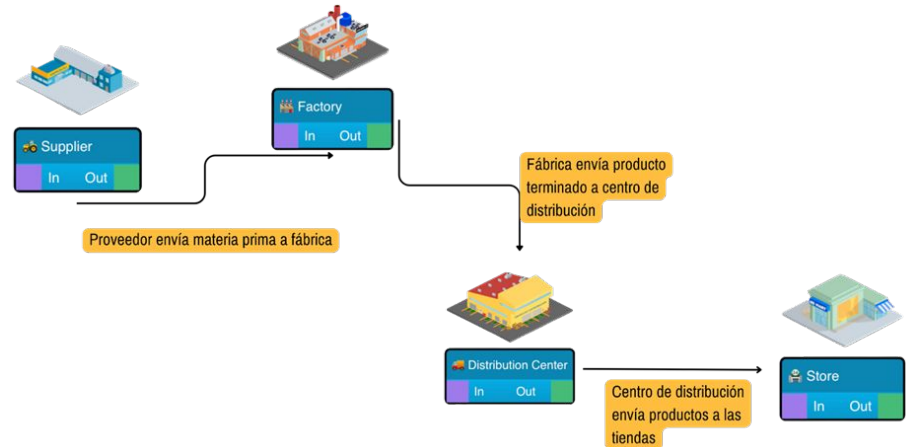 Factory
In Out
Supplier
In Out
Proveedor envía materia prima a fábrica
Fábrica envía producto
terminado a centro de
distribución
Distribution Center
In Out
Store
In Out
Centro de distribución
envía productos a las
tiendas